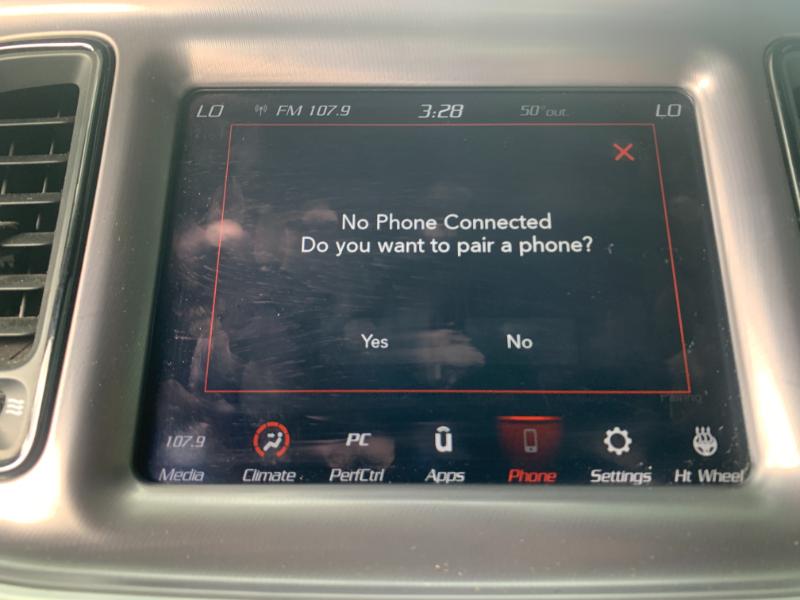 LO FM 107.9 3:28 50° out. LO
No Phone Connected
Do you want to pair a phone?
Yes No
Pairing
107.9 PC
Media Climate PerfCtrl Apps Phone Settings Ht Wheel